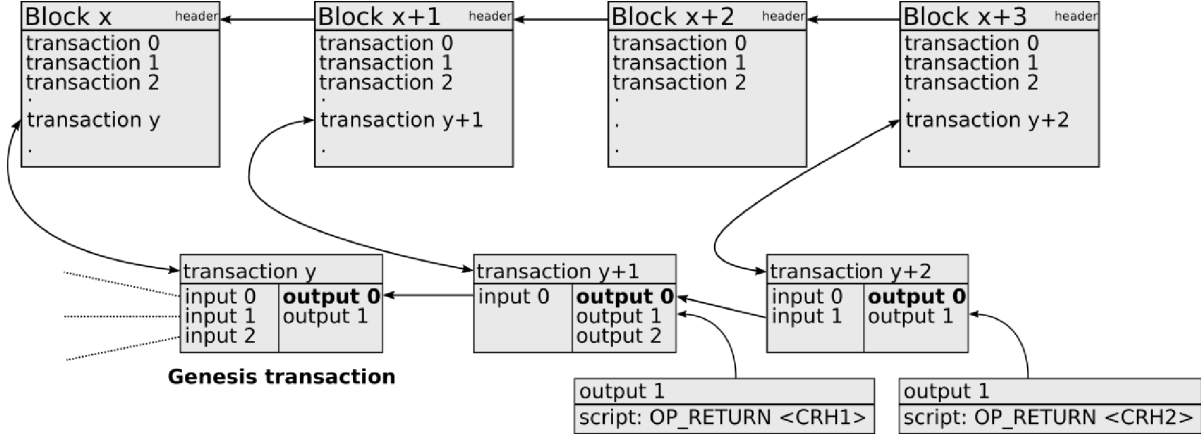 Block x header
transaction 0
transaction 1
transaction 2
.
transaction y
.
Block x+1 header
transaction 0
transaction 1
transaction 2
.
transaction y+1
.
Block x+2 header
transaction 0
transaction 1
transaction 2
.
.
.
Block x+3 header
transaction 0
transaction 1
transaction 2
.
transaction y+2
.
transaction y
input 0 output 0
input 1 output 1
input 2
Genesis transaction
transaction y+1
input 0 output 0
output 1
output 2
transaction y+2
input 0 output 0
input 1 output 1
output 1
script: OP_RETURN <CRH1>
output 1
script: OP_RETURN <CRH2>